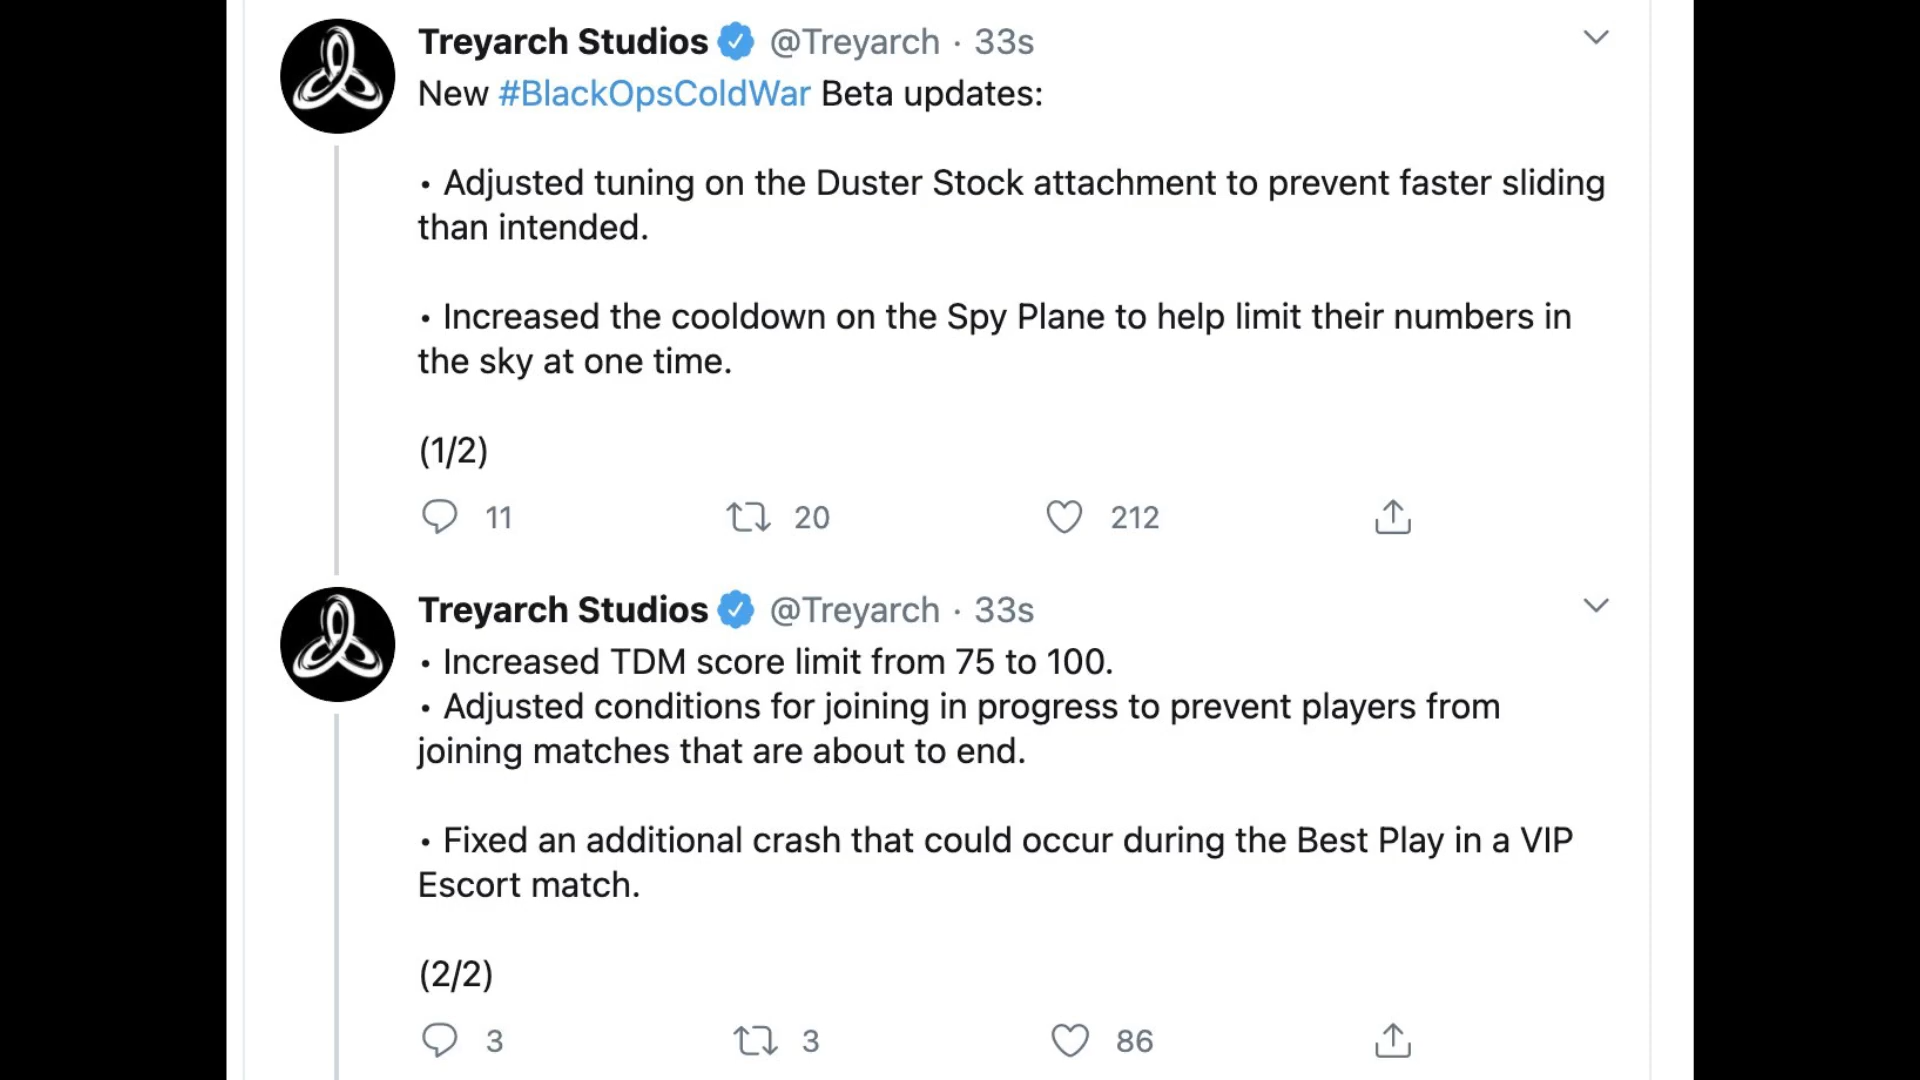 Treyarch Studios @Treyarch · 33s
New #BlackOpsColdWar Beta updates:
• Adjusted tuning on the Duster Stock attachment to prevent faster sliding
than intended.
• Increased the cooldown on the Spy Plane to help limit their numbers in
the sky at one time.
(1/2)
11 20 212
Treyarch Studios @Treyarch · 33s
• Increased TDM score limit from 75 to 100.
• Adjusted conditions for joining in progress to prevent players from
joining matches that are about to end.
• Fixed an additional crash that could occur during the Best Play in a VIP
Escort match.
(2/2)
3 3 86